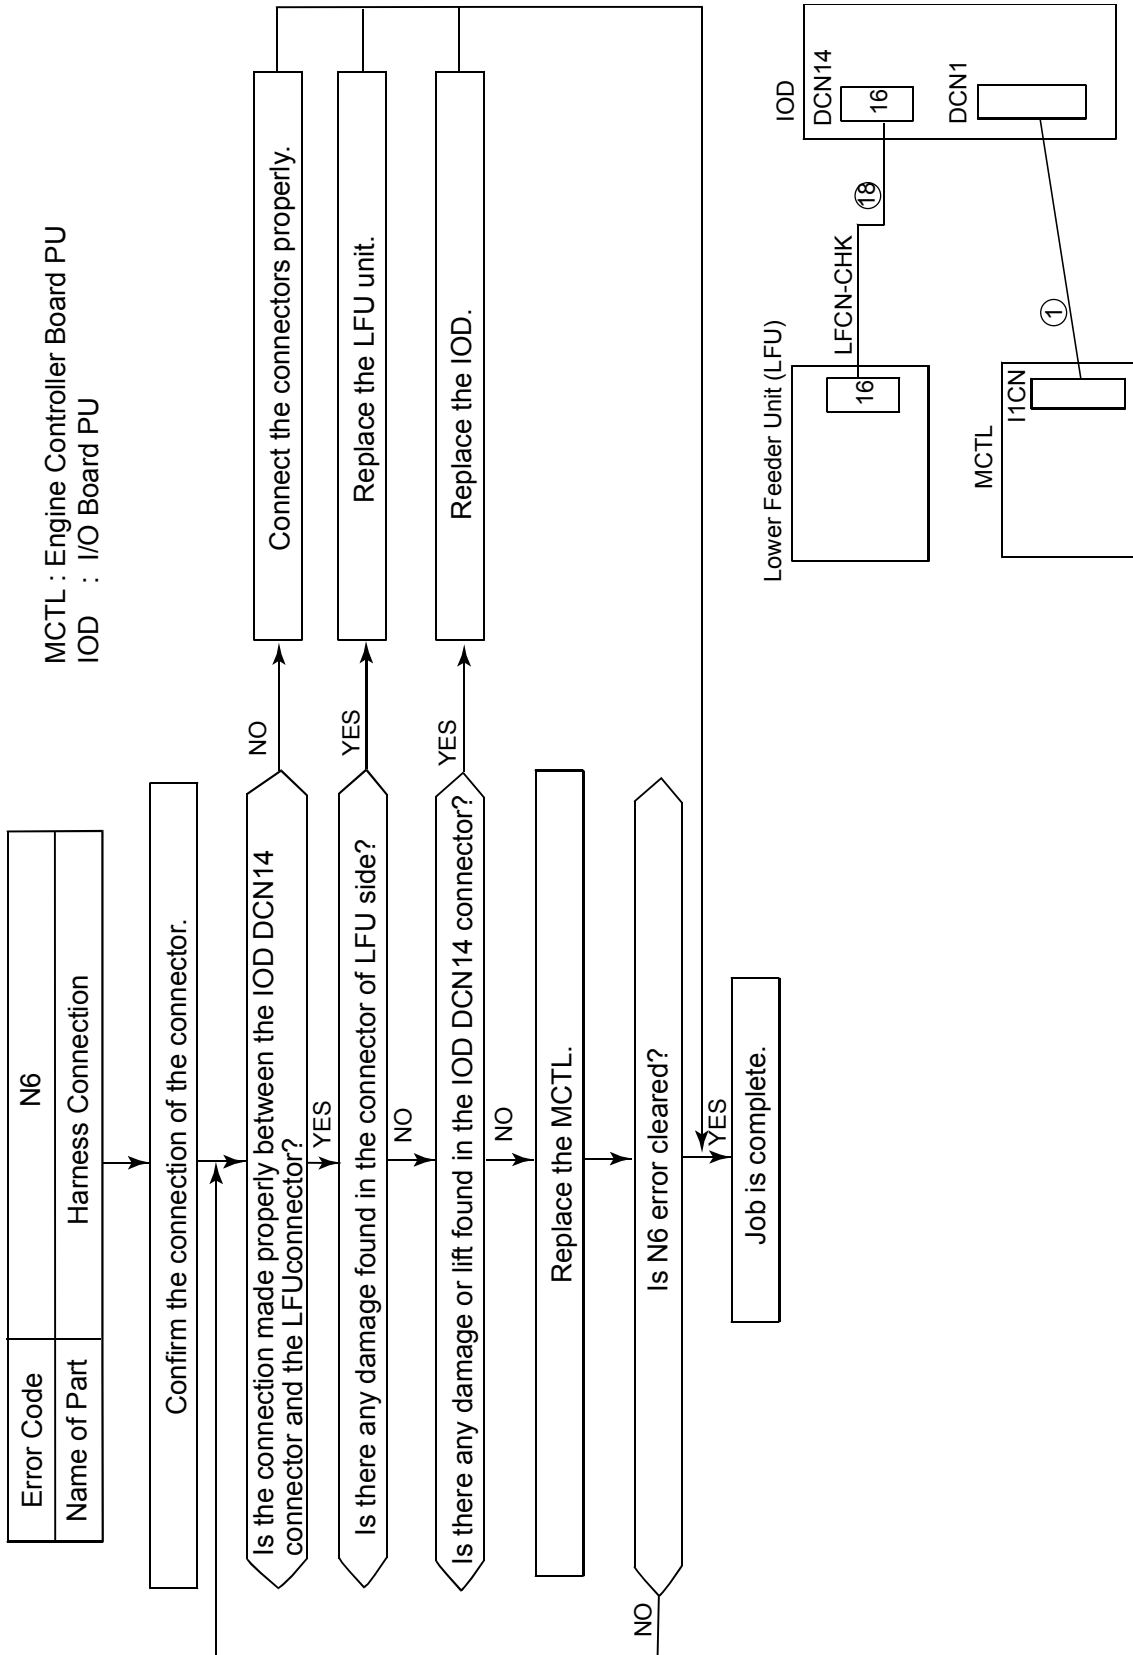 Error Code N6
Name of Part Harness Connection
MCTL : Engine Controller Board PU
IOD : I/O Board PU
Confirm the connection of the connector.
Is the connection made properly between the IOD DCN14
connector and the LFUconnector?
NO
Connect the connectors properly.
YES
Is there any damage found in the connector of LFU side?
YES
Replace the LFU unit.
NO
Is there any damage or lift found in the IOD DCN14 connector?
YES
Replace the IOD.
NO
Replace the MCTL.
Is N6 error cleared?
NO
YES
Job is complete.
Lower Feeder Unit (LFU)
16
LFCN-CHK
18
IOD
DCN14
16
DCN1
MCTL
I1CN
1